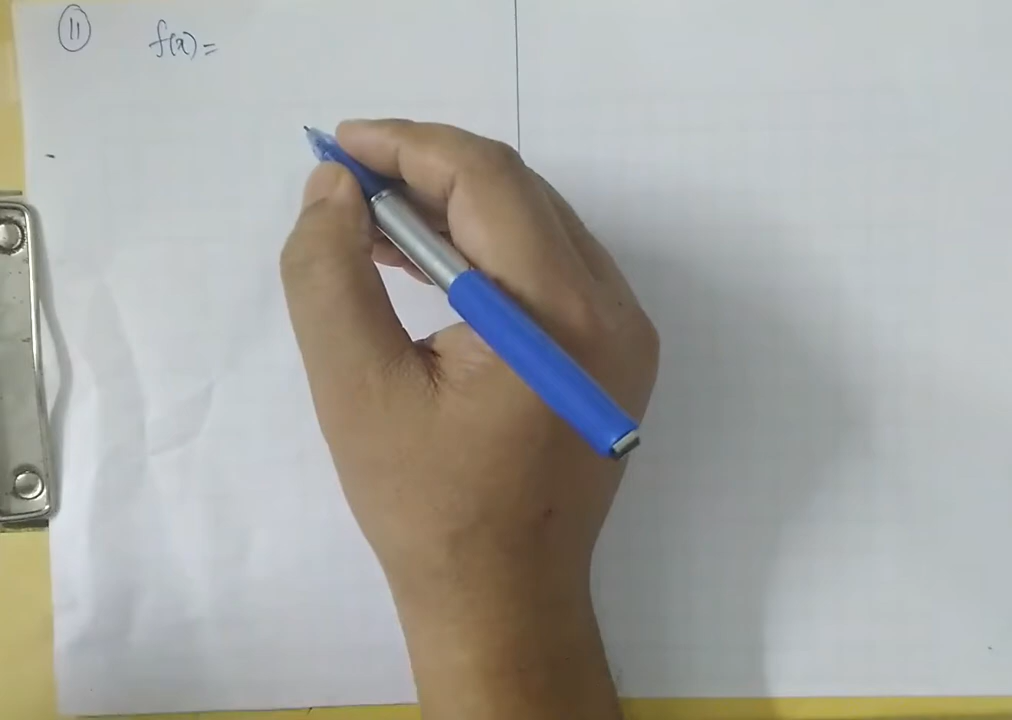 11 f(x) =